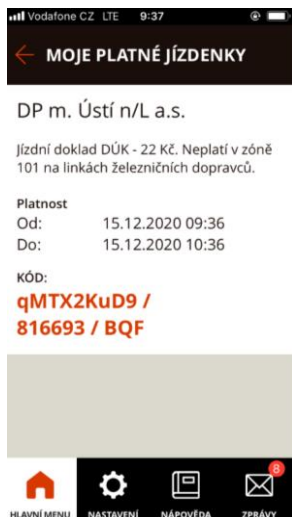 Vodafone CZ LTE 9:37
MOJE PLATNÉ JÍZDENKY
DP m. Ústí n/L a.s.
Jízdní doklad DÚK - 22 Kč. Neplatí v zóně
101 na linkách železničních dopravců.
Platnost
Od: 15.12.2020 09:36
Do: 15.12.2020 10:36
KÓD:
qMTX2KuD9 /
816693 / BQF
8
HLAVNÍ MENU NASTAVENÍ NÁPOVĚDA ZPRÁVY